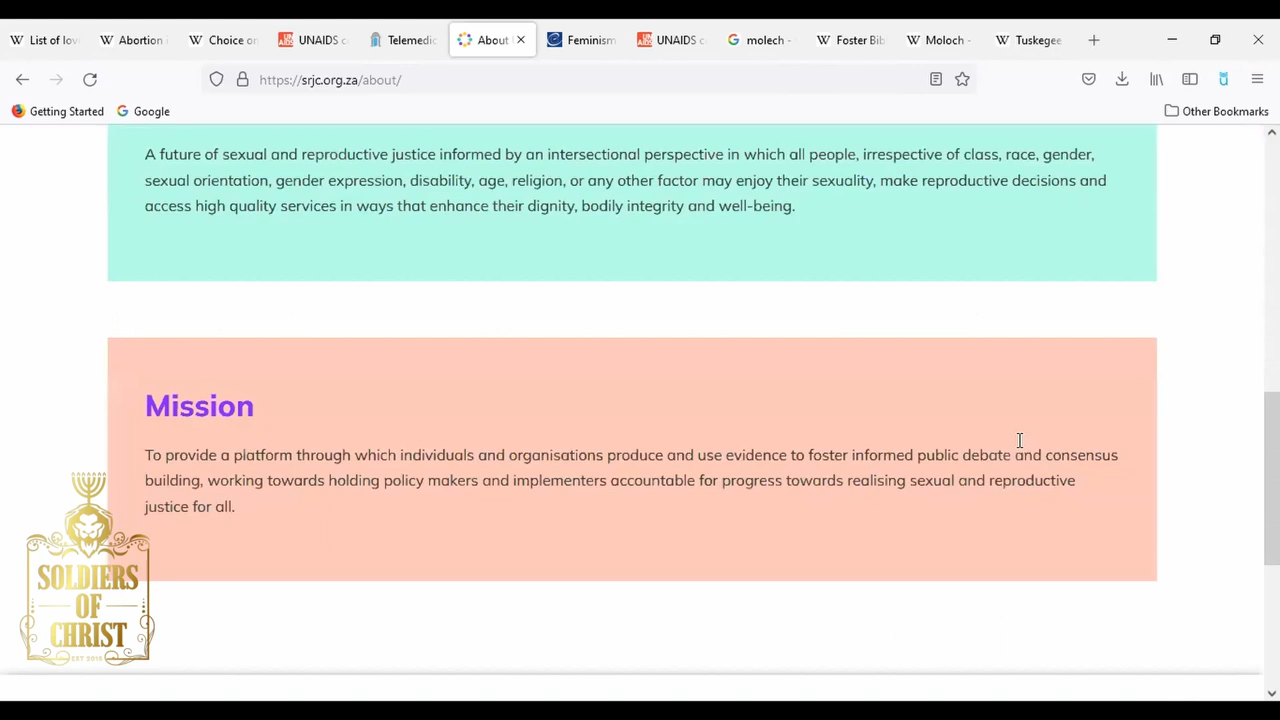 List of lov
Abortion i
Choice on
UNAIDS c
Telemedic
About
Feminism
UNAIDS c
molech -
Foster Bib
Moloch -
Tuskegee
https://srjc.org.za/about/
Getting Started
Google
Other Bookmarks
A future of sexual and reproductive justice informed by an intersectional perspective in which all people, irrespective of class, race, gender,
sexual orientation, gender expression, disability, age, religion, or any other factor may enjoy their sexuality, make reproductive decisions and
access high quality services in ways that enhance their dignity, bodily integrity and well-being.
Mission
To provide a platform through which individuals and organisations produce and use evidence to foster informed public debate and consensus
building, working towards holding policy makers and implementers accountable for progress towards realising sexual and reproductive
justice for all.
SOLDIERS
OF
CHRIST